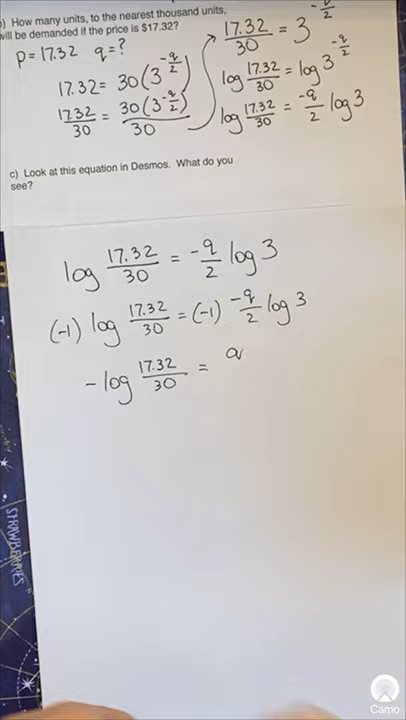 ) How many units, to the nearest thousand units,
will be demanded if the price is $17.32?
p = 17.32 q = ?
17.32 = 30(3^{-q/2})
17.32/30 = 30(3^{-q/2})/30
17.32/30 = 3^{-q/2}
log 17.32/30 = log 3^{-q/2}
log 17.32/30 = -q/2 log 3
c) Look at this equation in Desmos. What do you
see?
log 17.32/30 = -q/2 log 3
(-1) log 17.32/30 = (-1) -q/2 log 3
- log 17.32/30 = q
STRAWBERRIES
Camo